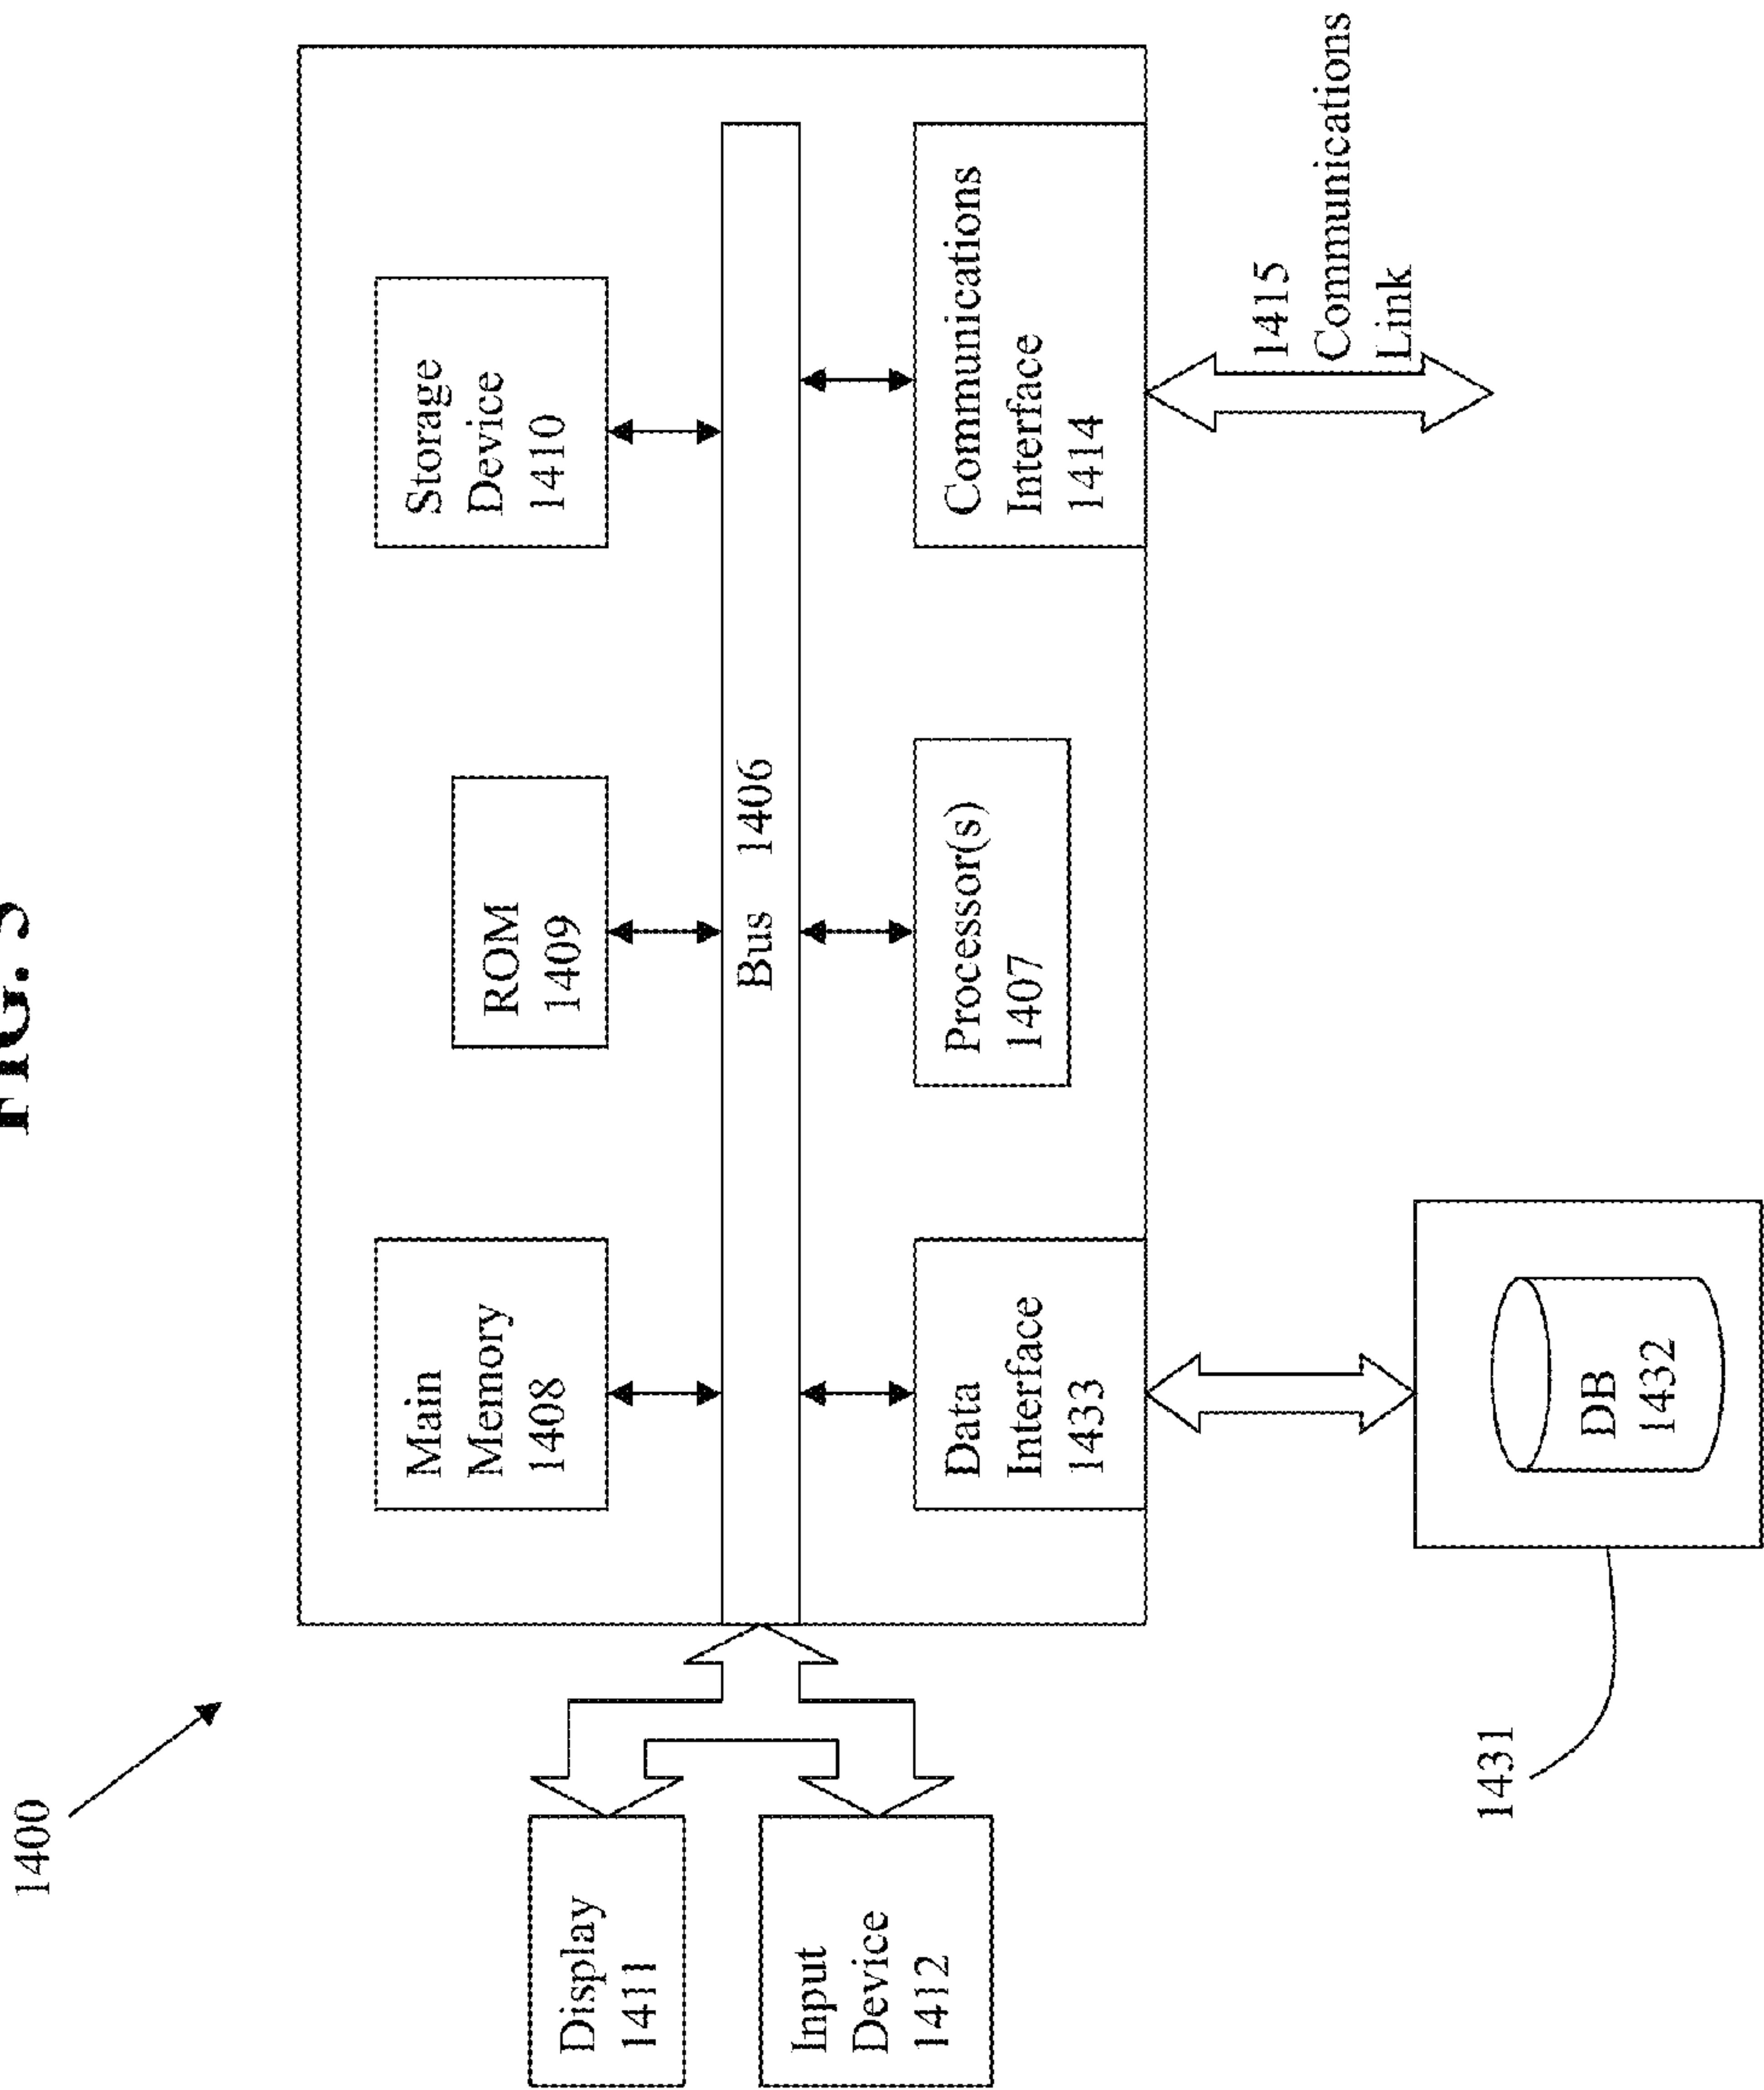 FIG.
1400
Main
Memory
1408
ROM
1409
Storage
Device
1410
Display
1411
Bus 1406
Input
Device
1412
Data
Interface
1433
Processor(s)
1407
Communications
Interface
1414
1415
Communications
Link
1431
DB
1432